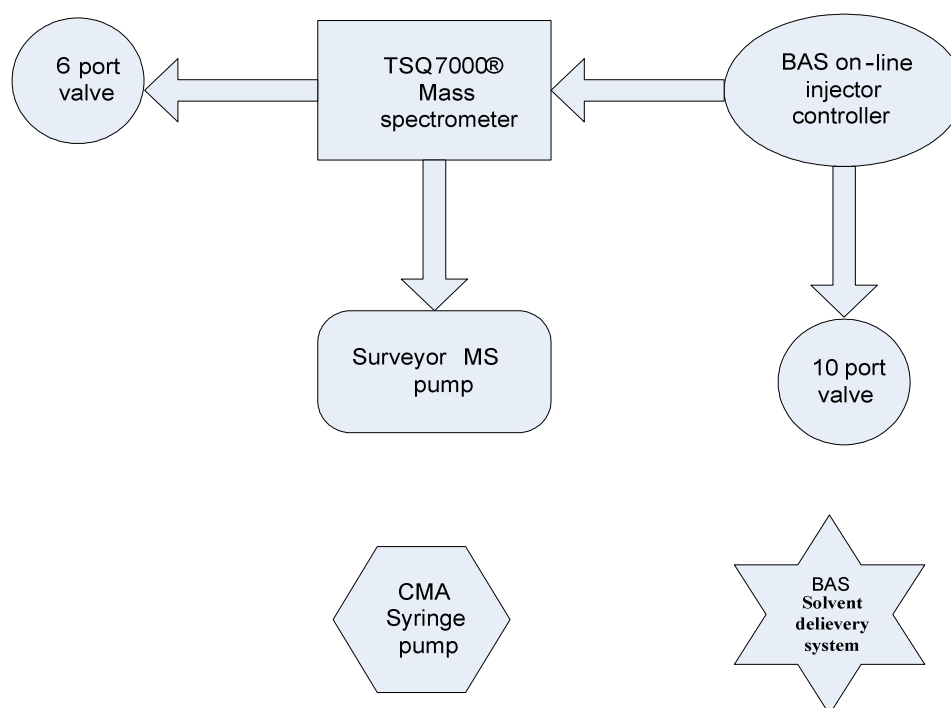 6 port
valve
TSQ7000®
Mass
spectrometer
BAS on-line
injector
controller
Surveyor MS
pump
10 port
valve
CMA
Syringe
pump
BAS
Solvent
delievery
system